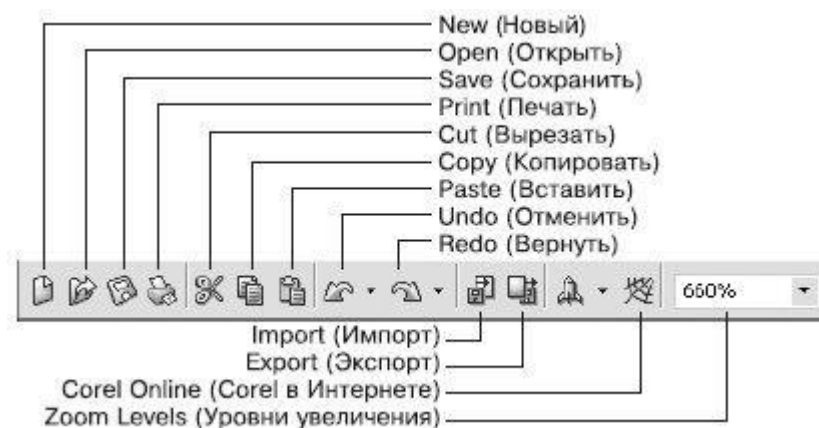 New (Новый)
Open (Открыть)
Save (Сохранить)
Print (Печать)
Cut (Вырезать)
Copy (Копировать)
Paste (Вставить)
Undo (Отменить)
Redo (Вернуть)
660%
Import (Импорт)
Export (Экспорт)
Corel Online (Corel в Интернете)
Zoom Levels (Уровни увеличения)